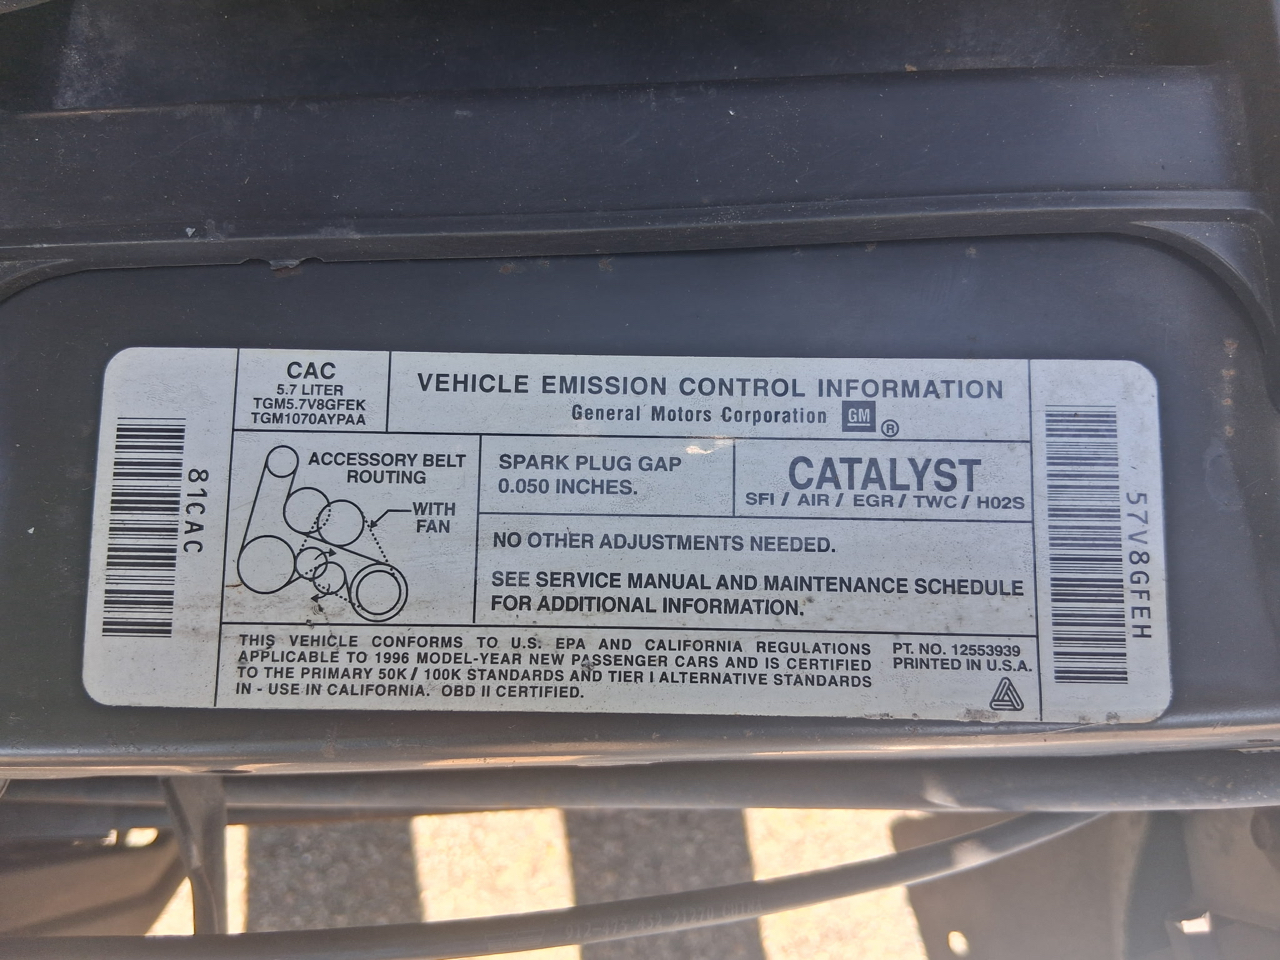 CAC
5.7 LITER
TGM5.7V8GFEK
TGM1070AYPAA
VEHICLE EMISSION CONTROL INFORMATION
General Motors Corporation GM ®
81CAC
ACCESSORY BELT
ROUTING
WITH
FAN
SPARK PLUG GAP
0.050 INCHES.
CATALYST
SFI / AIR / EGR / TWC / HO2S
NO OTHER ADJUSTMENTS NEEDED.
SEE SERVICE MANUAL AND MAINTENANCE SCHEDULE
FOR ADDITIONAL INFORMATION.
57V8GFEH
THIS VEHICLE CONFORMS TO U.S. EPA AND CALIFORNIA REGULATIONS
APPLICABLE TO 1996 MODEL-YEAR NEW PASSENGER CARS AND IS CERTIFIED
TO THE PRIMARY 50K / 100K STANDARDS AND TIER I ALTERNATIVE STANDARDS
IN - USE IN CALIFORNIA. OBD II CERTIFIED.
PT. NO. 12553939
PRINTED IN U.S.A.